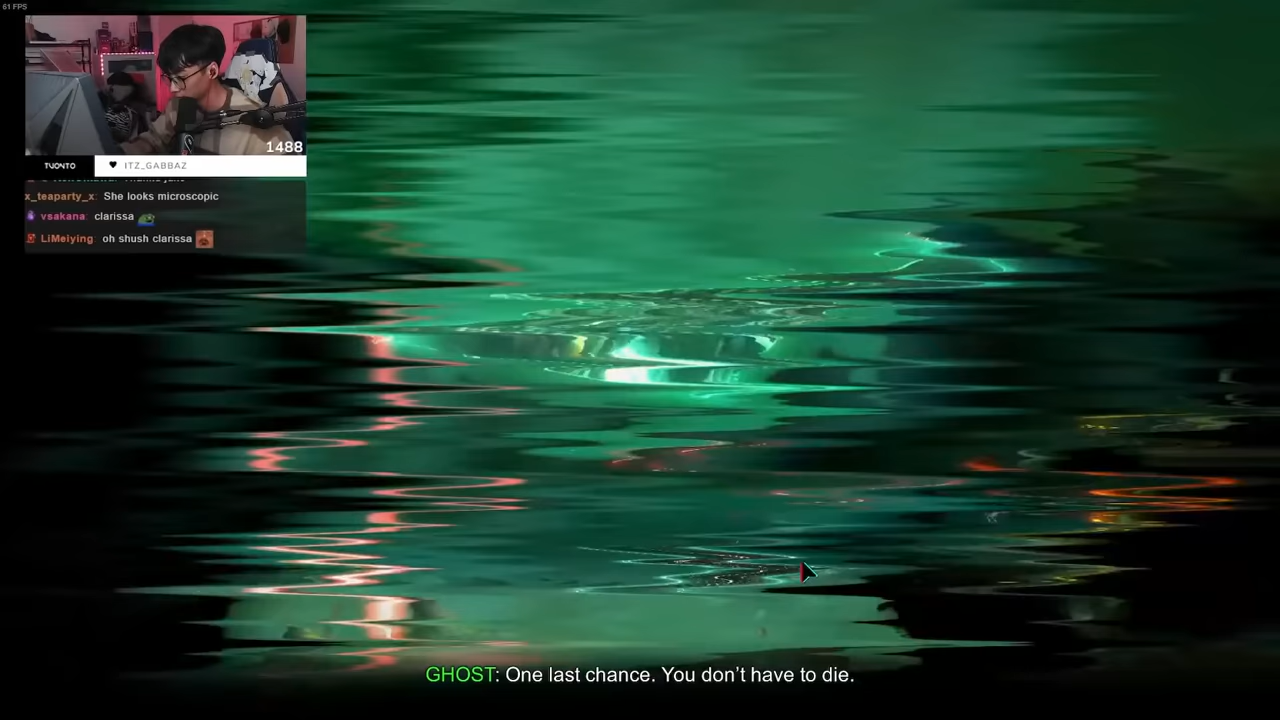 61 FPS
1488
TVONTO
ITZ_GABBAZ
x_teaparty_x: She looks microscopic
vsakana: clarissa
LiMeiying: oh shush clarissa
GHOST: One last chance. You don't have to die.